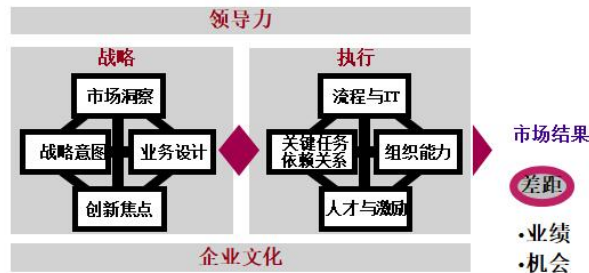 领导力
战略
市场洞察
战略意图
业务设计
创新焦点
执行
流程与IT
关键任务
依赖关系
组织能力
人才与激励
企业文化
市场结果
差距
·业绩
·机会